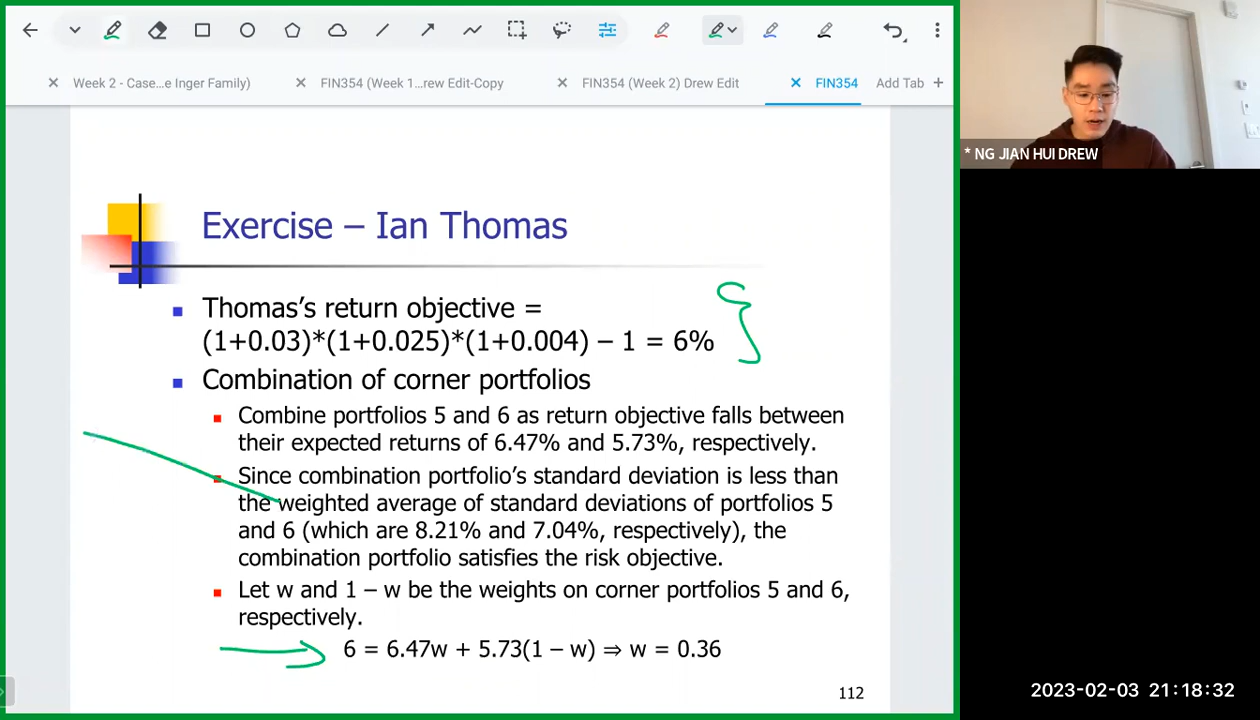 Week 2 - Case...e Inger Family)
FIN354 (Week 1...rew Edit-Copy
FIN354 (Week 2) Drew Edit
FIN354
Add Tab +
* NG JIAN HUI DREW
Exercise – Ian Thomas
Thomas's return objective =
(1+0.03)*(1+0.025)*(1+0.004) – 1 = 6%
Combination of corner portfolios
Combine portfolios 5 and 6 as return objective falls between
their expected returns of 6.47% and 5.73%, respectively.
Since combination portfolio's standard deviation is less than
the weighted average of standard deviations of portfolios 5
and 6 (which are 8.21% and 7.04%, respectively), the
combination portfolio satisfies the risk objective.
Let w and 1 – w be the weights on corner portfolios 5 and 6,
respectively.
6 = 6.47w + 5.73(1 – w) ⇒ w = 0.36
112
2023-02-03 21:18:32